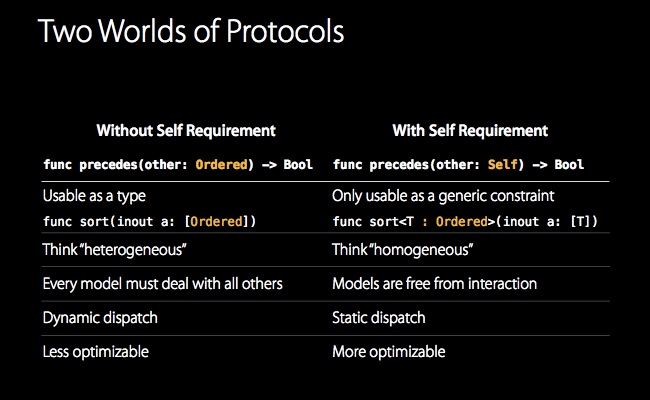 Two Worlds of Protocols
Without Self Requirement
With Self Requirement
func precedes(other: Ordered) -> Bool
func precedes(other: Self) -> Bool
Usable as a type
Only usable as a generic constraint
func sort(inout a: [Ordered])
func sort<T : Ordered>(inout a: [T])
Think “heterogeneous”
Think “homogeneous”
Every model must deal with all others
Models are free from interaction
Dynamic dispatch
Static dispatch
Less optimizable
More optimizable